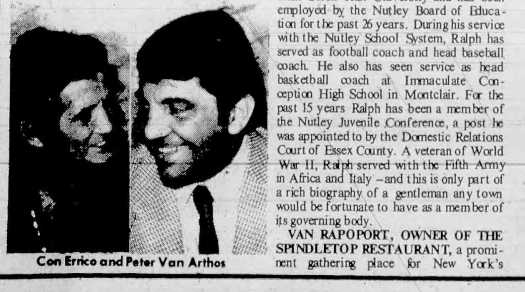 employed by the Nutley Board of Educa-
tion for the past 26 years. During his service
with the Nutley School System, Ralph has
served as football coach and head baseball
coach. He also has seen service as head
basketball coach at Immaculate Con-
ception High School in Montclair. For the
past 15 years Ralph has been a member of
the Nutley Juvenile Conference, a post he
was appointed to by the Domestic Relations
Court of Essex County. A veteran of World
War II, Ralph served with the Fifth Army
in Africa and Italy —and this is only part of
a rich biography of a gentleman any town
would be fortunate to have as a member of
its governing body.
VAN RAPOPORT, OWNER OF THE
SPINDLETOP RESTAURANT, a promi-
nent gathering place for New York's
Con Errico and Peter Van Arthos